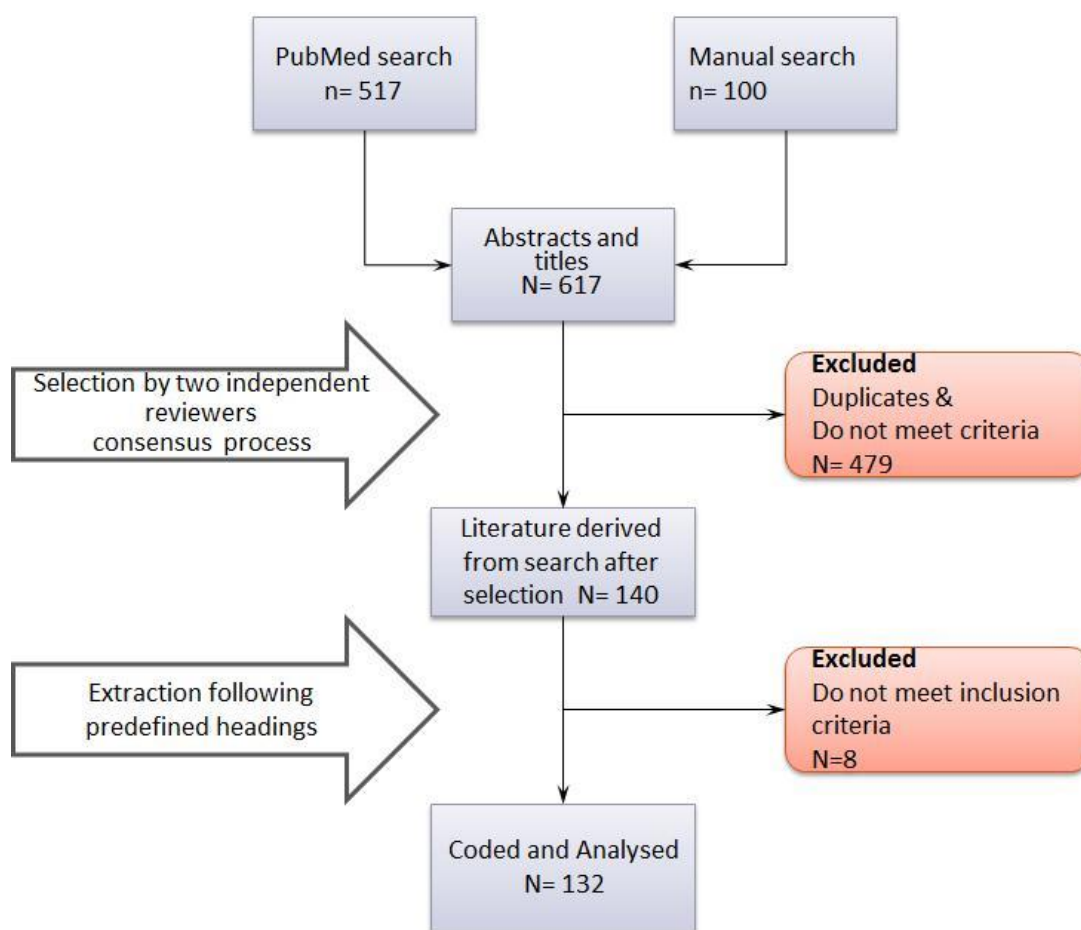 PubMed search
n= 517
Manual search
n= 100
Abstracts and
titles
N= 617
Selection by two independent
reviewers
consensus process
Excluded
Duplicates &
Do not meet criteria
N= 479
Literature derived
from search after
selection N= 140
Extraction following
predefined headings
Excluded
Do not meet inclusion
criteria
N=8
Coded and Analysed
N= 132